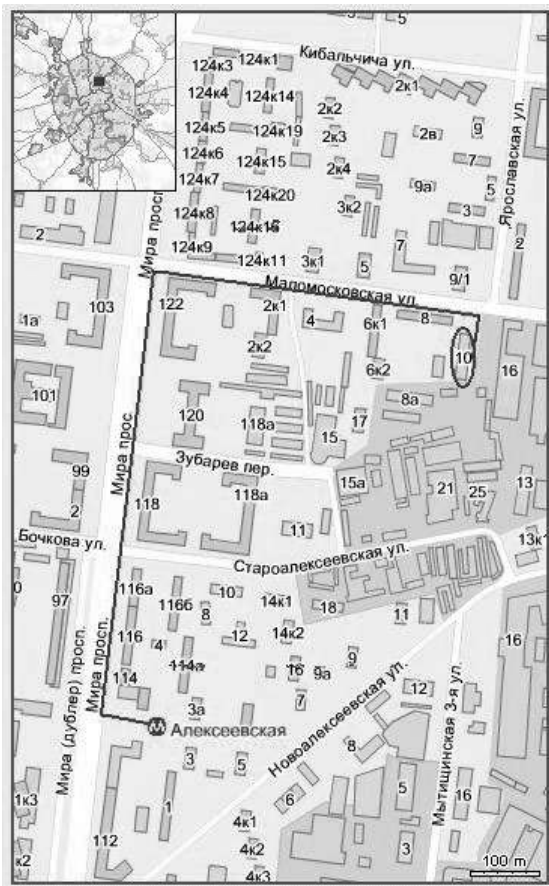 5
Кибальчича ул.
124к3
124к1
2к1
124к4
124к14
2к2
124к5
124к19
2к3
2в
9
124к6
124к15
2к4
7
Ярославская ул.
124к7
124к20
9а
5
3к2
3
124к8
124к16
2
124к9
124к11
3к1
5
7
9/1
2
Мира просп.
Маломосковская ул.
103
122
2к1
4
6к1
8
1а
2к2
6к2
10
16
101
120
118а
17
8а
15
Мира прос.
Зубарев пер.
99
118
118а
15а
21
25
13
2
11
Бочкова ул.
Староалексеевская ул.
13к1
97
116а
116б
10
14к1
18
11
8
116
4
12
14к2
16
114а
9
114
16
9а
12
7
3а
Мира просп.
Алексеевская
Новоалексеевская ул.
Мытищинская 3-я ул.
Мира (дублер) просп.
3
5
8
1к3
1
6
5
16
112
4к1
4к2
3
к2
4к3
100 m